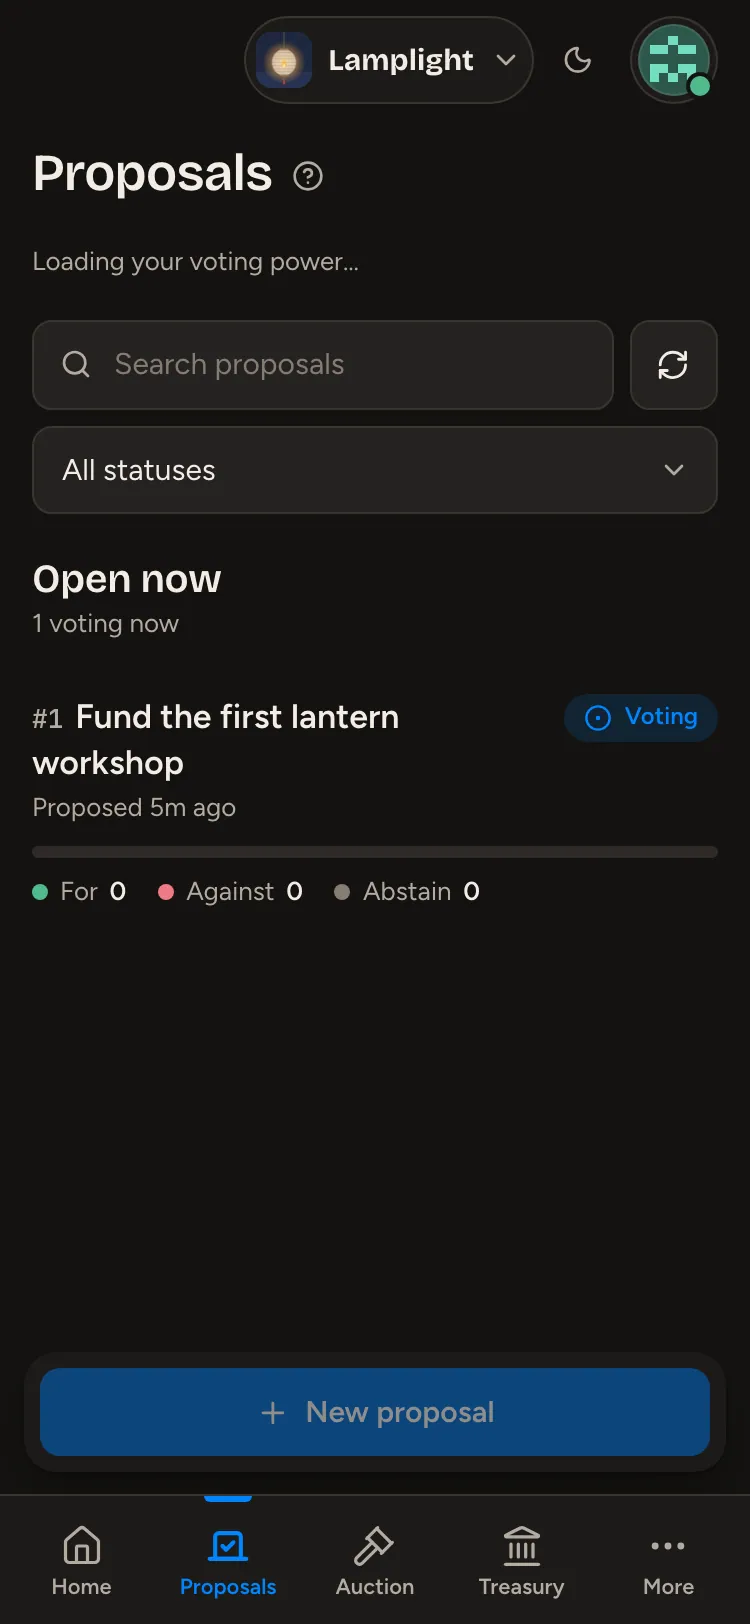 Lamplight
Proposals
Loading your voting power...
Search proposals
All statuses
Open now
1 voting now
#1 Fund the first lantern
workshop
Voting
Proposed 5m ago
For 0 Against 0 Abstain 0
New proposal
Home Proposals Auction Treasury More